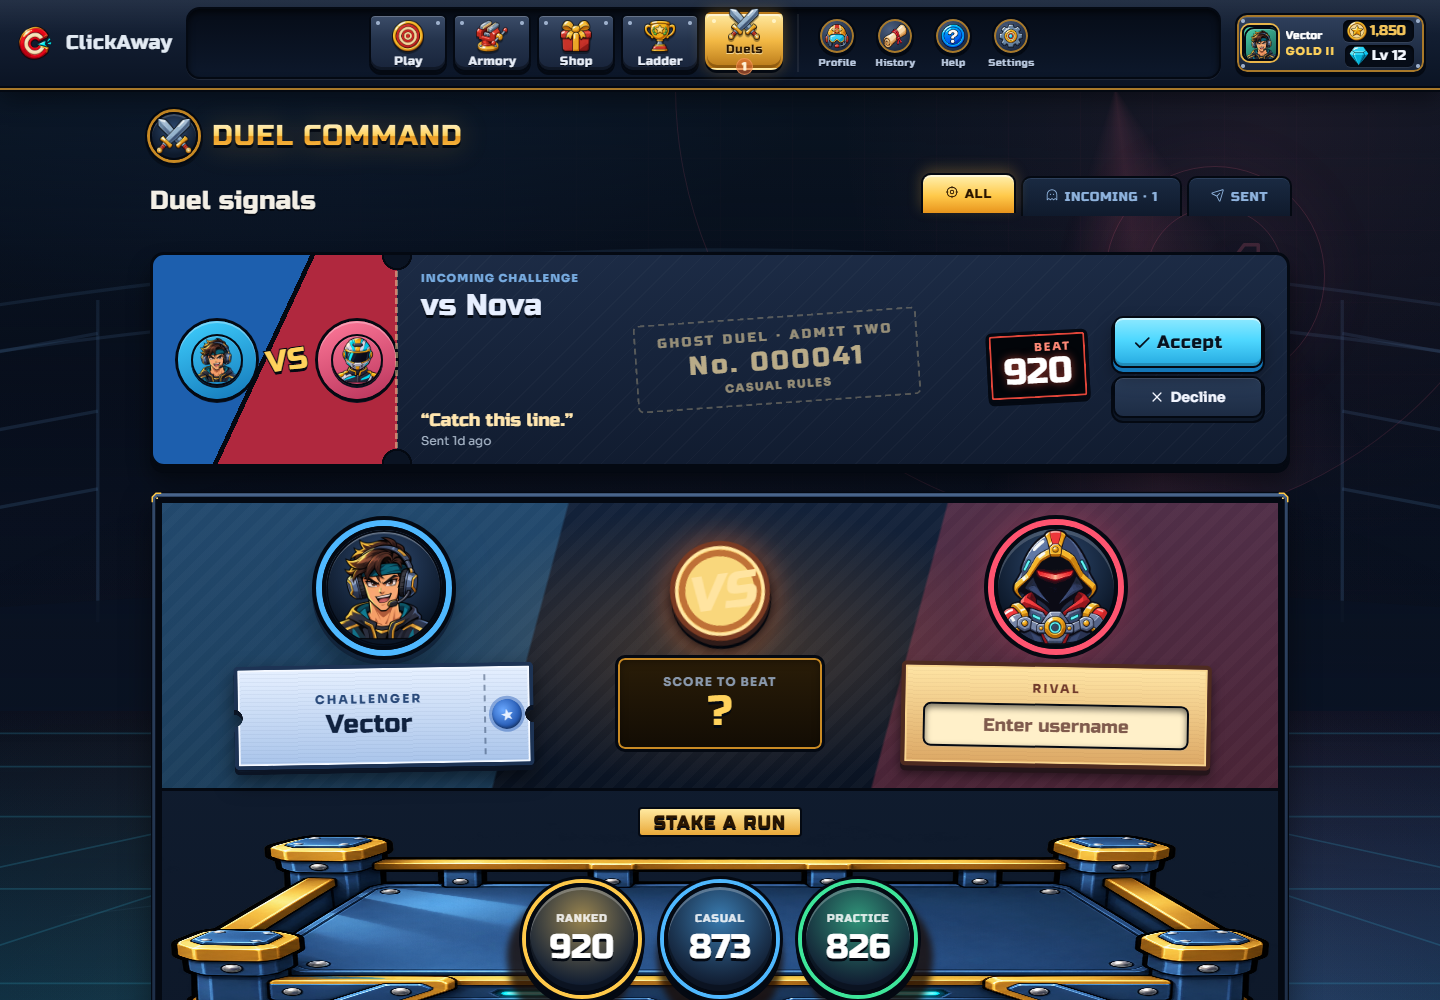 ClickAway
Play
Armory
Shop
Ladder
Duels
1
Profile
History
Help
Settings
Vector
GOLD II
1,850
Lv 12
DUEL COMMAND
Duel signals
ALL
INCOMING · 1
SENT
VS
INCOMING CHALLENGE
vs Nova
“Catch this line.”
Sent 1d ago
GHOST DUEL · ADMIT TWO
No. 000041
CASUAL RULES
BEAT
920
Accept
Decline
VS
CHALLENGER
Vector
SCORE TO BEAT
?
RIVAL
Enter username
STAKE A RUN
RANKED
920
CASUAL
873
PRACTICE
826